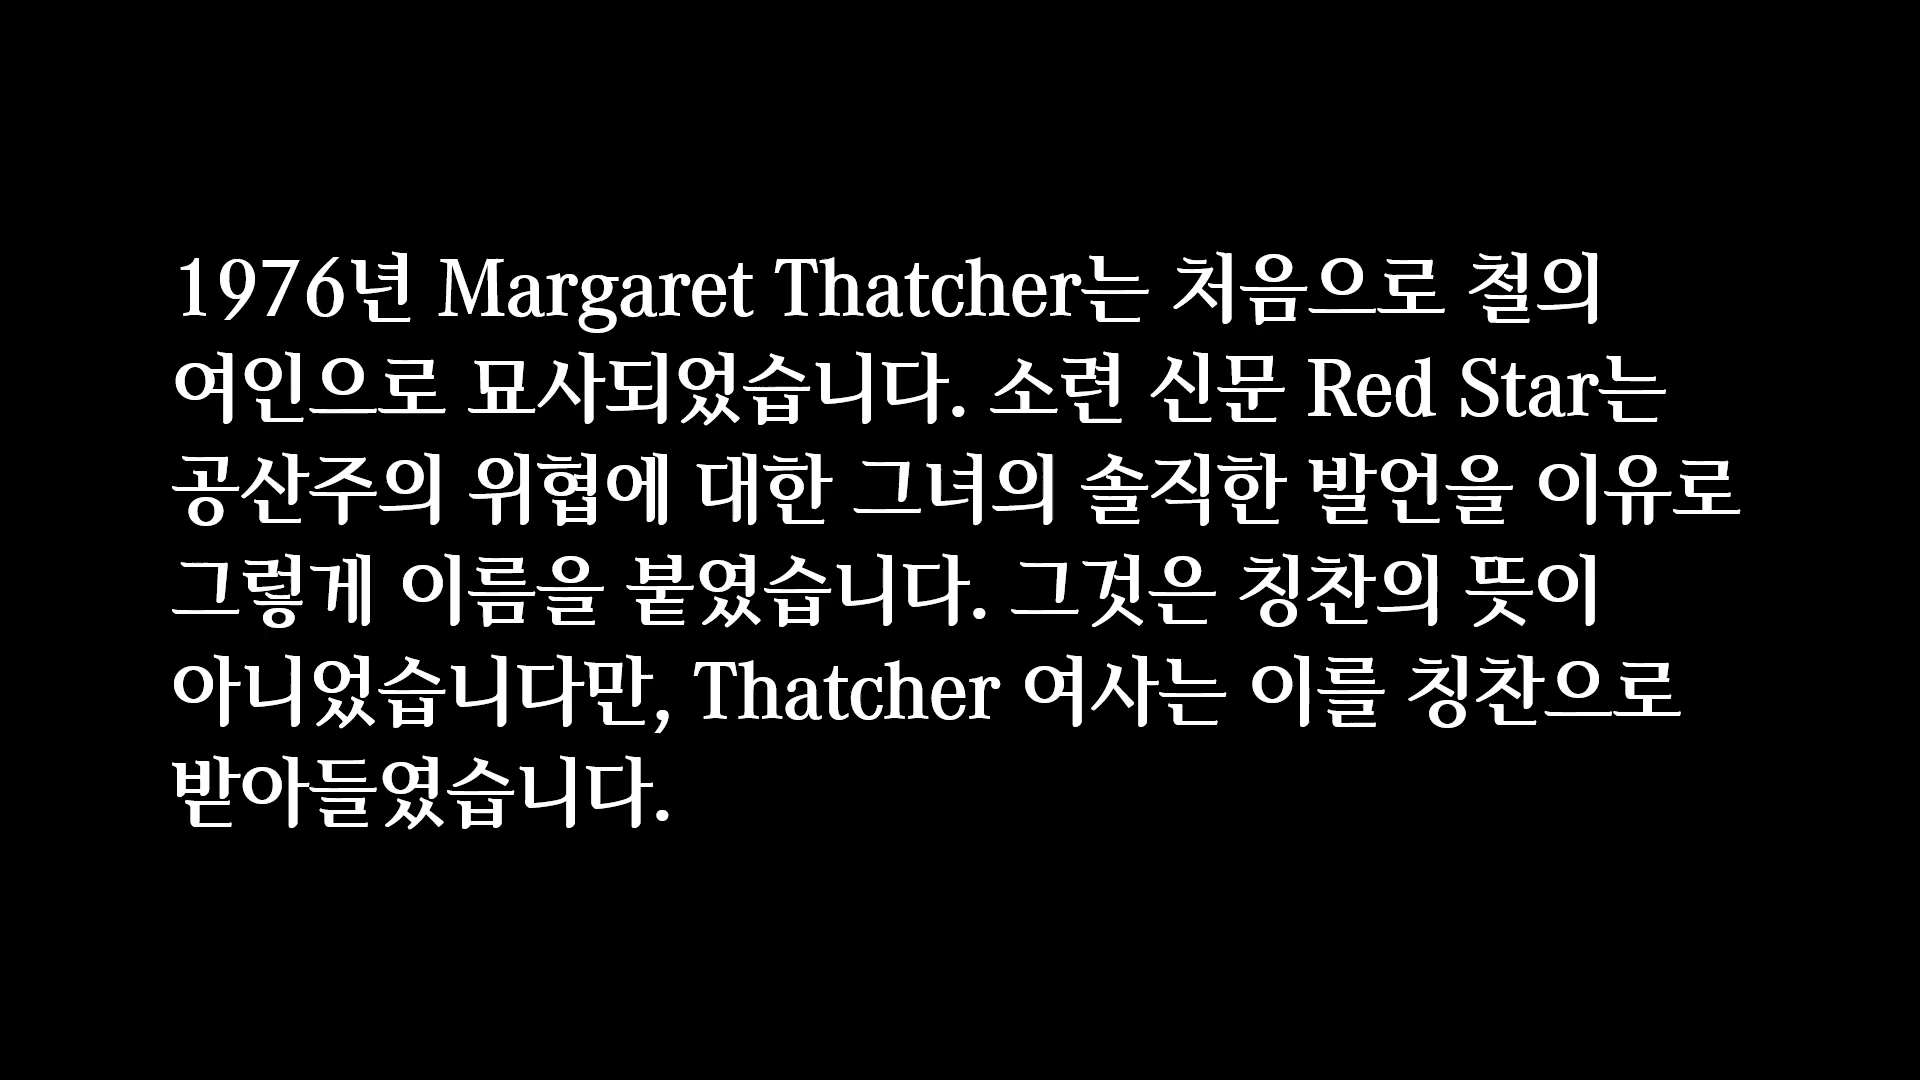 1976년 Margaret Thatcher는 처음으로 철의
여인으로 묘사되었습니다. 소련 신문 Red Star는
공산주의 위협에 대한 그녀의 솔직한 발언을 이유로
그렇게 이름을 붙였습니다. 그것은 칭찬의 뜻이
아니었습니다만, Thatcher 여사는 이를 칭찬으로
받아들였습니다.